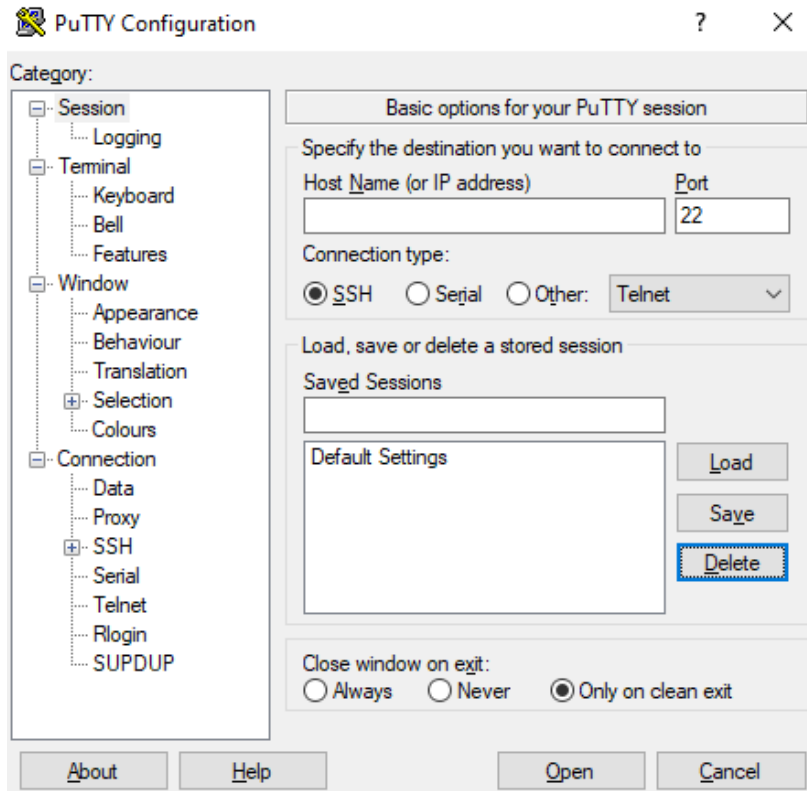 PuTTY Configuration
?
Category:
Session
Logging
Terminal
Keyboard
Bell
Features
Window
Appearance
Behaviour
Translation
Selection
Colours
Connection
Data
Proxy
SSH
Serial
Telnet
Rlogin
SUPDUP
Basic options for your PuTTY session
Specify the destination you want to connect to
Host Name (or IP address) Port
22
Connection type:
SSH Serial Other: Telnet
Load, save or delete a stored session
Saved Sessions
Default Settings
Load
Save
Delete
Close window on exit:
Always Never Only on clean exit
About Help Open Cancel